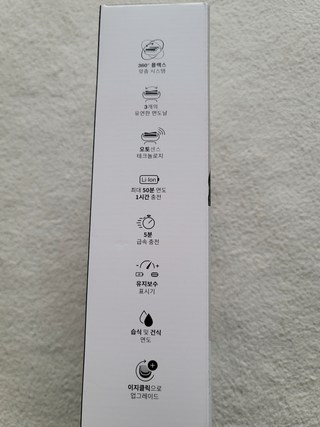 360° 플렉스
맞춤 시스템
3개의
유연한 면도날
오토센스
테크놀로지
Li-Ion
최대 50분 면도
1시간 충전
5분
급속 충전
유지보수
표시기
습식 및 건식
면도
이지클릭으로
업그레이드